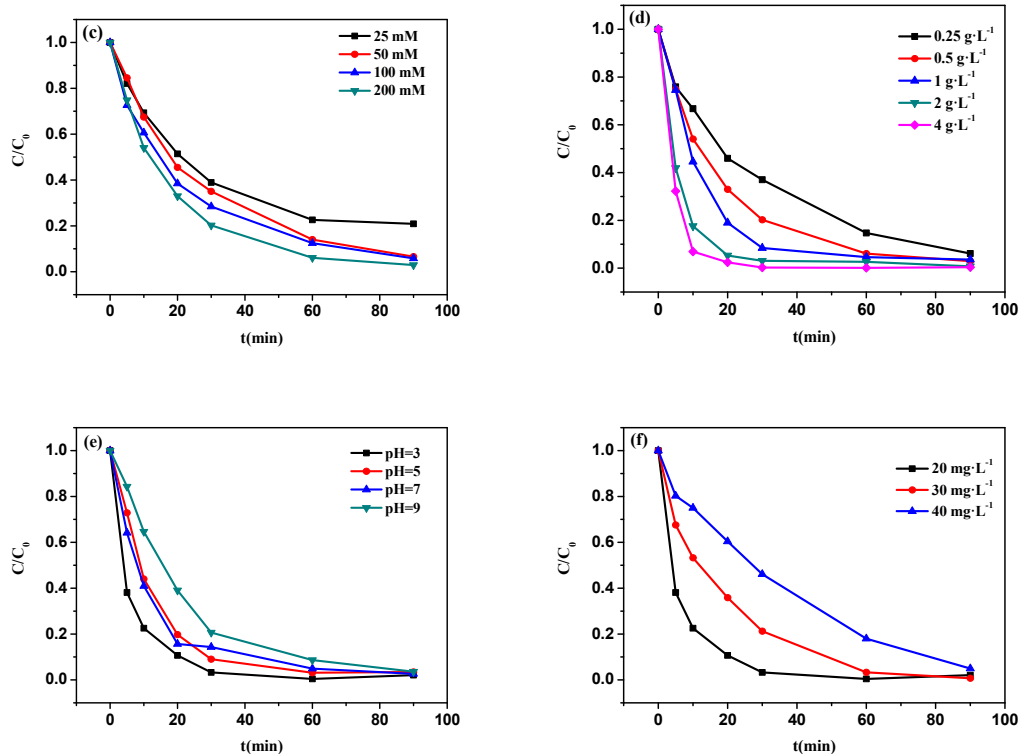 (c)
25 mM
50 mM
100 mM
200 mM
C/C₀
1.0
0.8
0.6
0.4
0.2
0.0
0 20 40 60 80 100
t(min)
(d)
0.25 g·L⁻¹
0.5 g·L⁻¹
1 g·L⁻¹
2 g·L⁻¹
4 g·L⁻¹
C/C₀
1.0
0.8
0.6
0.4
0.2
0.0
0 20 40 60 80 100
t(min)
(e)
pH=3
pH=5
pH=7
pH=9
C/C₀
1.0
0.8
0.6
0.4
0.2
0.0
0 20 40 60 80 100
t(min)
(f)
20 mg·L⁻¹
30 mg·L⁻¹
40 mg·L⁻¹
C/C₀
1.0
0.8
0.6
0.4
0.2
0.0
0 20 40 60 80 100
t(min)